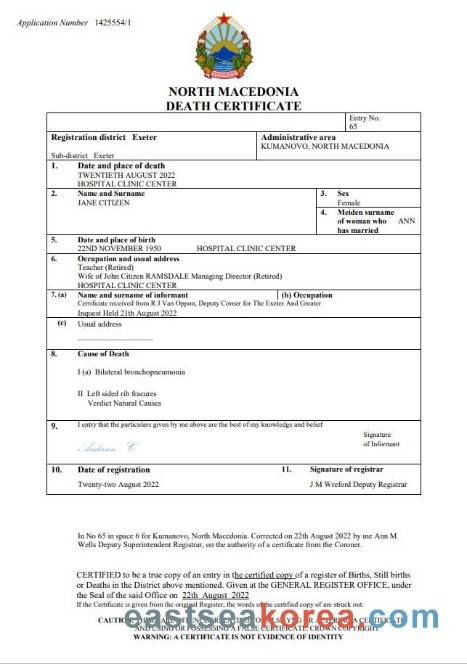 Application Number 1425554/1
NORTH MACEDONIA
DEATH CERTIFICATE
Entry No.
65
Registration district Exeter
Sub-district Exeter
Administrative area
KUMANOVO, NORTH MACEDONIA
1. Date and place of death
TWENTIETH AUGUST 2022
HOSPITAL CLINIC CENTER
2. Name and Surname
JANE CITIZEN
3. Sex
Female
4. Meiden surname
of woman who ANN
has married
5. Date and place of birth
22ND NOVEMBER 1950 HOSPITAL CLINIC CENTER
6. Occupation and usual address
Teacher (Retired)
Wife of John Citizen RAMSDALE Managing Director (Retired)
HOSPITAL CLINIC CENTER
7. (a) Name and surname of informant (b) Occupation
Certificate received from R J Van Oppon, Deputy Corner for The Exeter And Greater
Inquest Held 21th August 2022
(c) Usual address
8. Cause of Death
I (a) Bilateral bronchopneumonia
II Left sided rib fracures
Verdict Natural Causes
9. I entry that the particulars given by me above are the best of my knowledge and belief
Anderson . C.
Signature
of Informant
10. Date of registration
Twenty-two August 2022
11. Signature of registrar
J M Wreford Deputy Registrar
In No 65 in space 6 for Kumanovo, North Macedonia. Corrected on 22th August 2022 by me Ann M
Wells Deputy Superintendent Registrar, on the authority of a certificate from the Coroner.
CERTIFIED to be a true copy of an entry in the certified copy of a register of Births, Still births
or Deaths in the District above mentioned. Given at the GENERAL REGISTER OFFICE, under
the Seal of the said Office on 22th August 2022
If the Certificate is given from the original Register, the words of the certified copy of are struck out.
CAUTION: A CERTIFICATE
AND USING OR POSSESSING A FALSE CERTIFICATE. CROWN COPYRIGHT
WARNING: A CERTIFICATE IS NOT EVIDENCE OF IDENTITY
eastseakorea.com